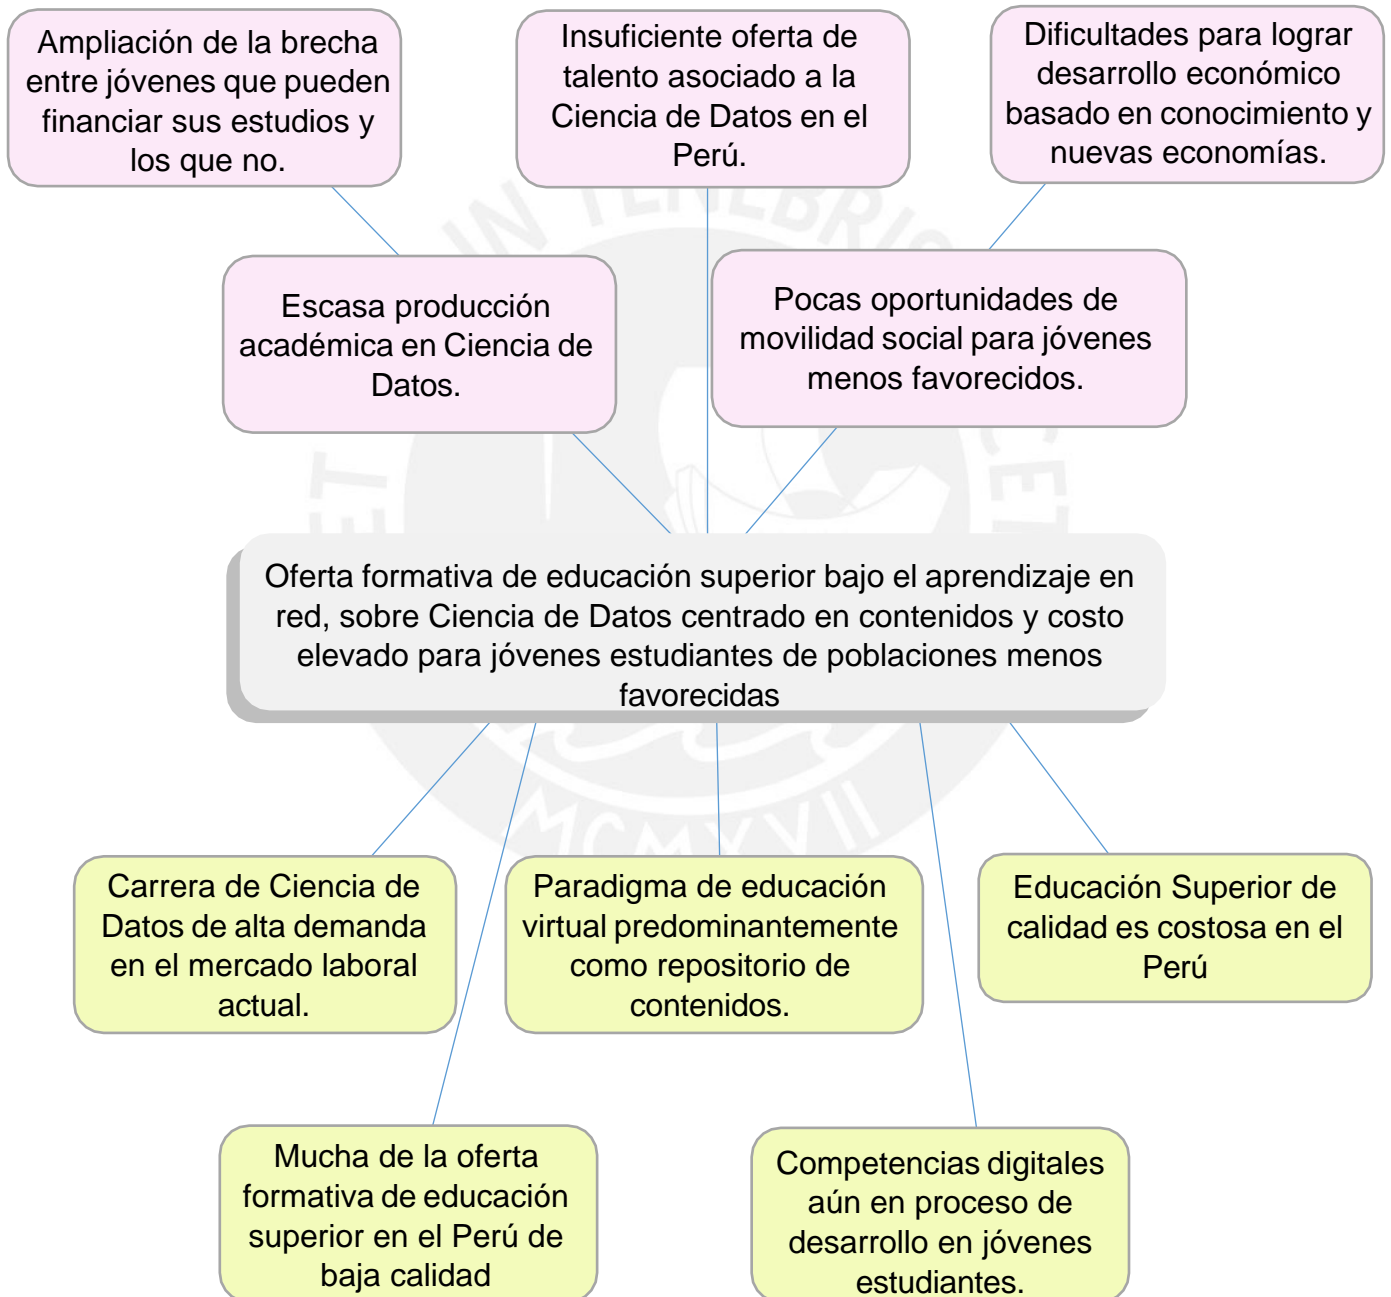 Ampliación de la brecha
entre jóvenes que pueden
financiar sus estudios y
los que no.
Insuficiente oferta de
talento asociado a la
Ciencia de Datos en el
Perú.
Dificultades para lograr
desarrollo económico
basado en conocimiento y
nuevas economías.
Escasa producción
académica en Ciencia de
Datos.
Pocas oportunidades de
movilidad social para jóvenes
menos favorecidos.
Oferta formativa de educación superior bajo el aprendizaje en
red, sobre Ciencia de Datos centrado en contenidos y costo
elevado para jóvenes estudiantes de poblaciones menos
favorecidas
Carrera de Ciencia de
Datos de alta demanda
en el mercado laboral
actual.
Paradigma de educación
virtual predominantemente
como repositorio de
contenidos.
Educación Superior de
calidad es costosa en el
Perú
Mucha de la oferta
formativa de educación
superior en el Perú de
baja calidad
Competencias digitales
aún en proceso de
desarrollo en jóvenes
estudiantes.
IN TENEBRIS
ET
MCMXVII